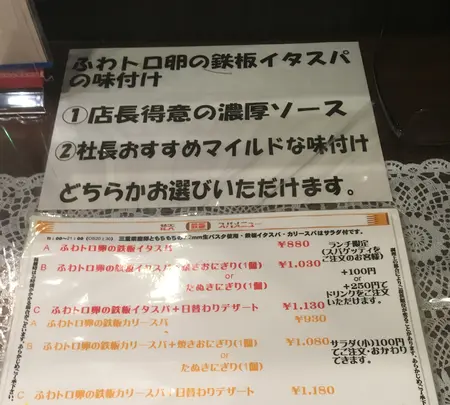 ふわトロ卵の鉄板イタスパ
の味付け
①店長得意の濃厚ソース
②社長おすすめマイルドな味付け
どちらかお選びいただけます。
鉄板 スパメニュー
A ふわトロ卵の鉄板イタスパ ¥880
B ふわトロ卵の鉄板イタスパ+焼きおにぎり(1個) ¥1,030
or
たぬきにぎり(1個)
C ふわトロ卵の鉄板イタスパ+日替わりデザート ¥1,130
A ふわトロ卵の鉄板カリースパ ¥930
B ふわトロ卵の鉄板カリースパ+焼きおにぎり(1個) ¥1,080
or
たぬきにぎり(1個)
C ふわトロ卵の鉄板カリースパ+日替わりデザート ¥1,180
ランチ限定
(スパゲッティを
ご注文のお客様)
+100円
or
+250円で
ドリンクをご注文
いただけます。
サラダ(小)100円
でご注文・おかわり
できます。